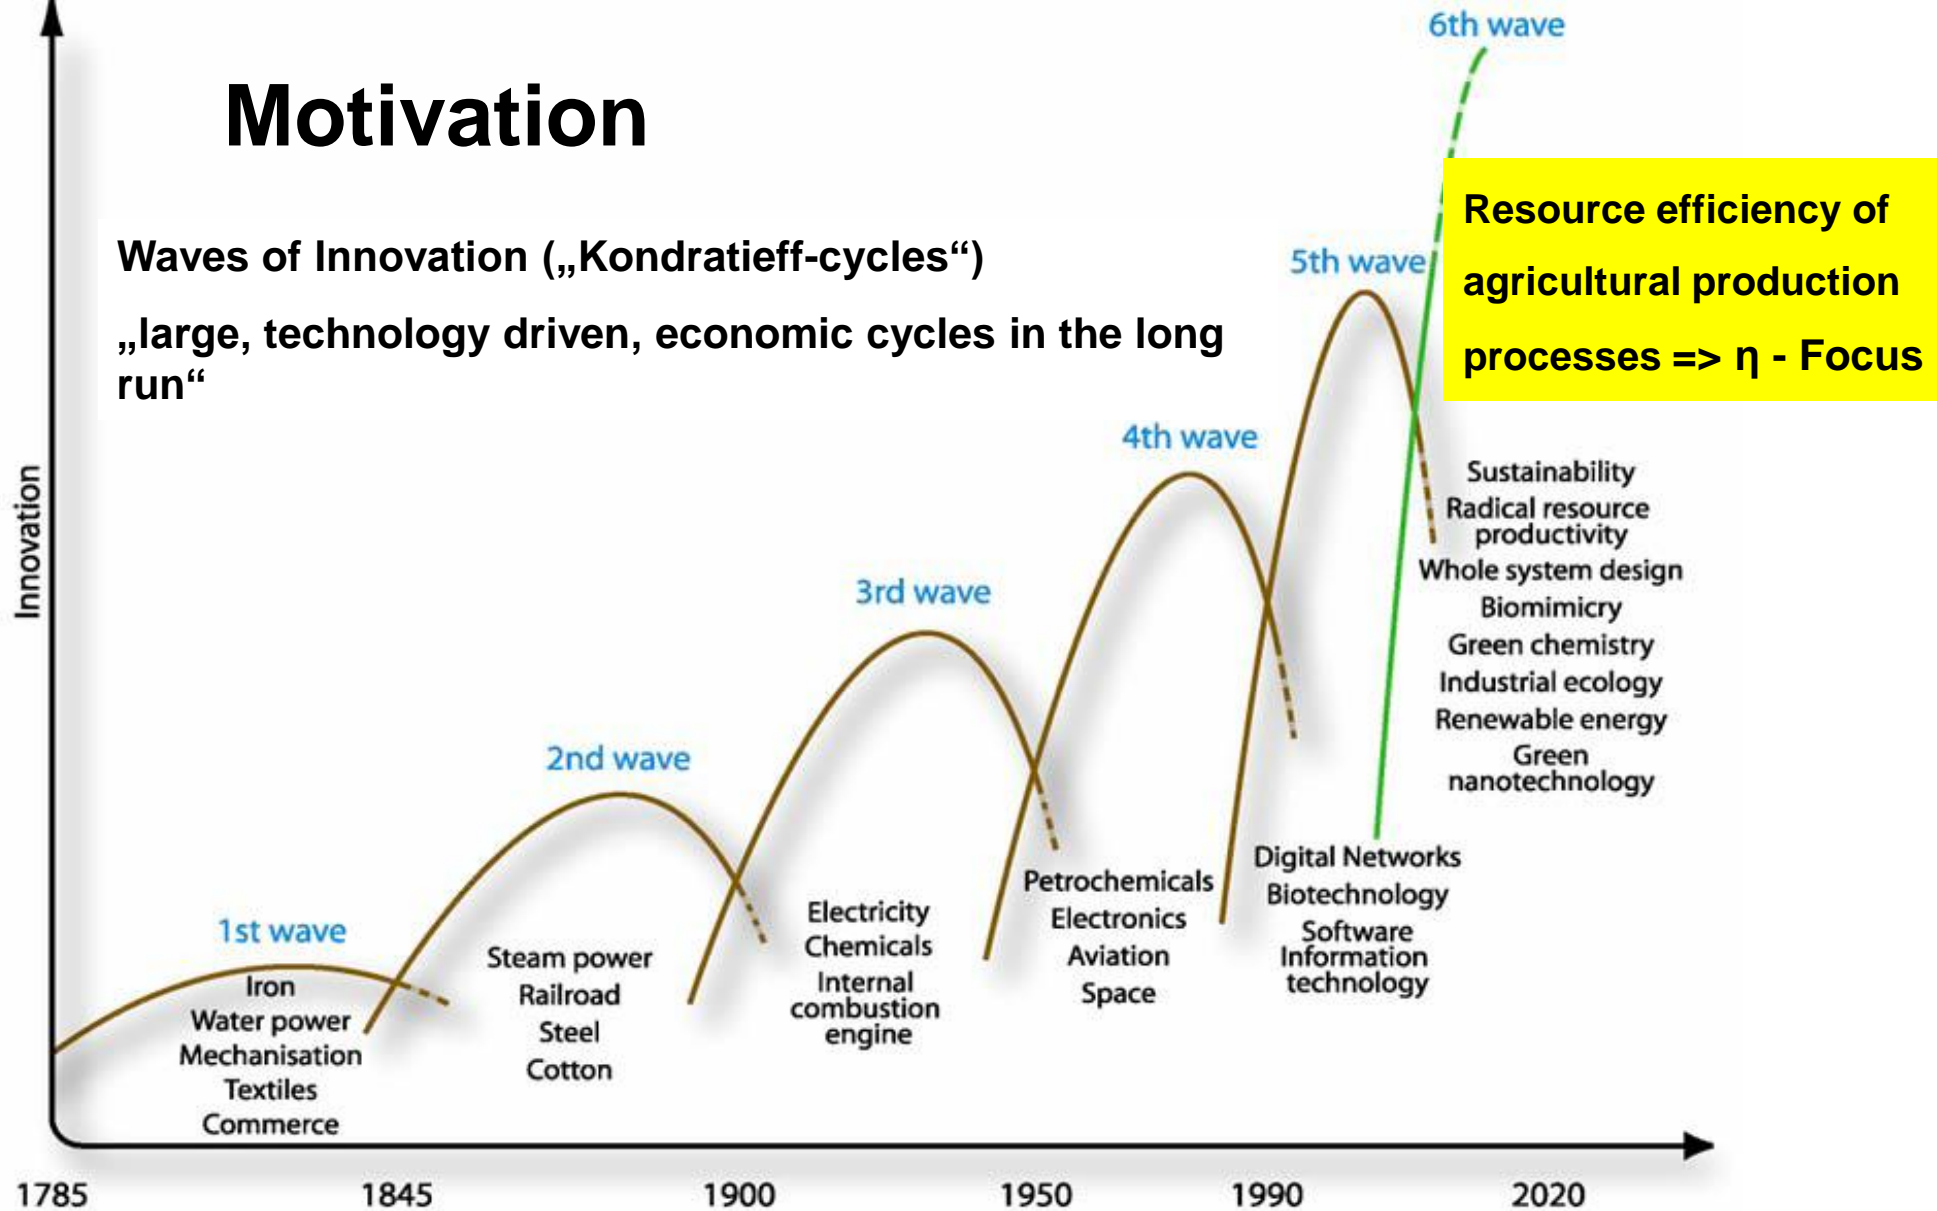 Motivation
Waves of Innovation („Kondratieff-cycles“)
„large, technology driven, economic cycles in the long
run“
Resource efficiency of
agricultural production
processes => η - Focus
Innovation
1st wave
Iron
Water power
Mechanisation
Textiles
Commerce
2nd wave
Steam power
Railroad
Steel
Cotton
3rd wave
Electricity
Chemicals
Internal
combustion
engine
4th wave
Petrochemicals
Electronics
Aviation
Space
5th wave
Digital Networks
Biotechnology
Software
Information
technology
6th wave
Sustainability
Radical resource
productivity
Whole system design
Biomimicry
Green chemistry
Industrial ecology
Renewable energy
Green
nanotechnology
1785 1845 1900 1950 1990 2020